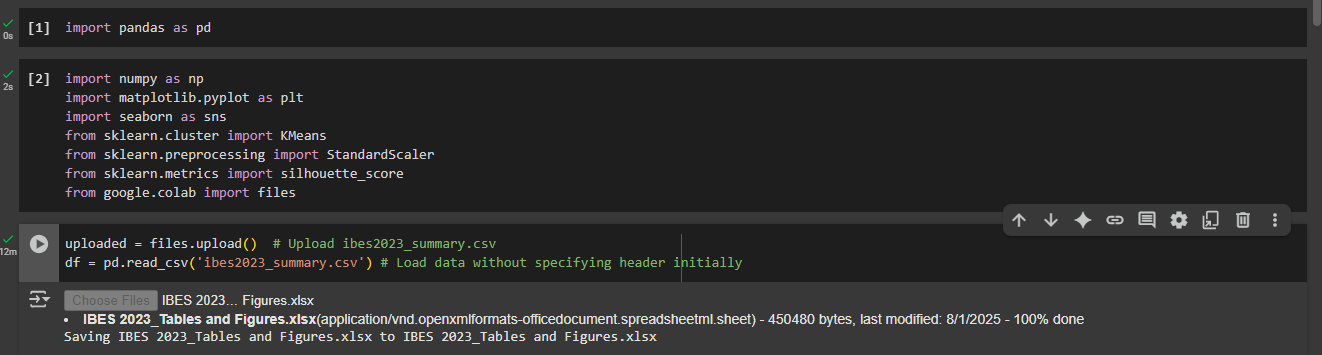 [1] import pandas as pd
0s
[2] import numpy as np
2s
import matplotlib.pyplot as plt
import seaborn as sns
from sklearn.cluster import KMeans
from sklearn.preprocessing import StandardScaler
from sklearn.metrics import silhouette_score
from google.colab import files
uploaded = files.upload()  # Upload ibes2023_summary.csv
12m
df = pd.read_csv('ibes2023_summary.csv') # Load data without specifying header initially
Choose Files IBES 2023... Figures.xlsx
• IBES 2023_Tables and Figures.xlsx(application/vnd.openxmlformats-officedocument.spreadsheetml.sheet) - 450480 bytes, last modified: 8/1/2025 - 100% done
Saving IBES 2023_Tables and Figures.xlsx to IBES 2023_Tables and Figures.xlsx